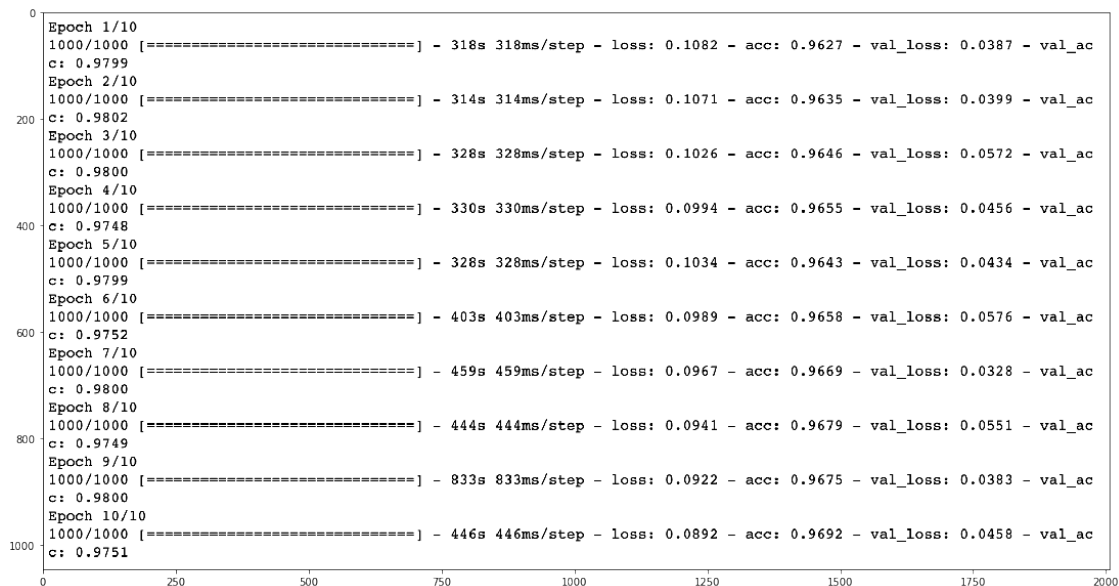 0
Epoch 1/10
1000/1000 [==============================] - 318s 318ms/step - loss: 0.1082 - acc: 0.9627 - val_loss: 0.0387 - val_ac
c: 0.9799
Epoch 2/10
1000/1000 [==============================] - 314s 314ms/step - loss: 0.1071 - acc: 0.9635 - val_loss: 0.0399 - val_ac
200 c: 0.9802
Epoch 3/10
1000/1000 [==============================] - 328s 328ms/step - loss: 0.1026 - acc: 0.9646 - val_loss: 0.0572 - val_ac
c: 0.9800
Epoch 4/10
1000/1000 [==============================] - 330s 330ms/step - loss: 0.0994 - acc: 0.9655 - val_loss: 0.0456 - val_ac
400 c: 0.9748
Epoch 5/10
1000/1000 [==============================] - 328s 328ms/step - loss: 0.1034 - acc: 0.9643 - val_loss: 0.0434 - val_ac
c: 0.9799
Epoch 6/10
1000/1000 [==============================] - 403s 403ms/step - loss: 0.0989 - acc: 0.9658 - val_loss: 0.0576 - val_ac
600 c: 0.9752
Epoch 7/10
1000/1000 [==============================] - 459s 459ms/step - loss: 0.0967 - acc: 0.9669 - val_loss: 0.0328 - val_ac
c: 0.9800
Epoch 8/10
1000/1000 [==============================] - 444s 444ms/step - loss: 0.0941 - acc: 0.9679 - val_loss: 0.0551 - val_ac
800 c: 0.9749
Epoch 9/10
1000/1000 [==============================] - 833s 833ms/step - loss: 0.0922 - acc: 0.9675 - val_loss: 0.0383 - val_ac
c: 0.9800
Epoch 10/10
1000/1000 [==============================] - 446s 446ms/step - loss: 0.0892 - acc: 0.9692 - val_loss: 0.0458 - val_ac
1000 c: 0.9751
0 250 500 750 1000 1250 1500 1750 2000